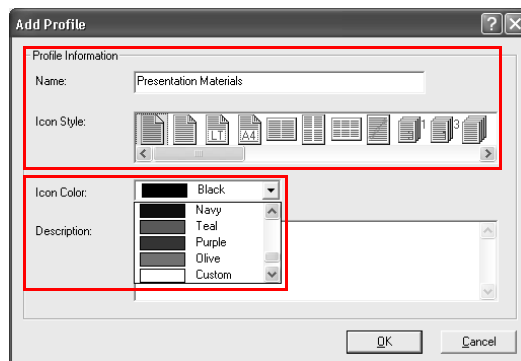 Add Profile
Profile Information
Name:
Presentation Materials
Icon Style:
LT
A4
1
3
Icon Color:
Black
Navy
Teal
Purple
Olive
Custom
Description:
OK
Cancel